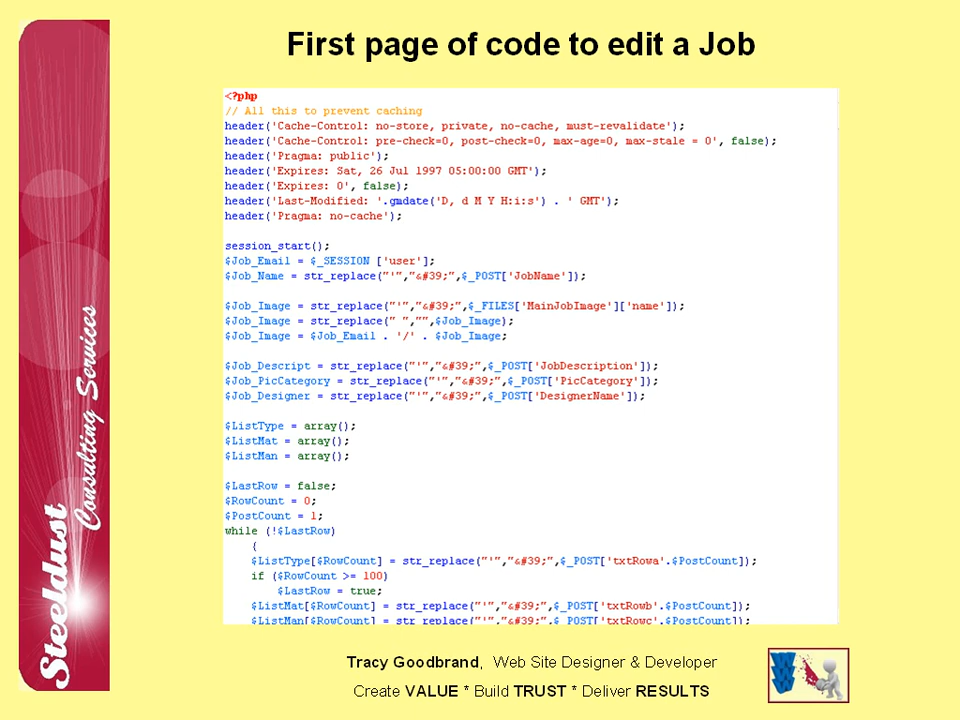 First page of code to edit a Job
<?php
// All this to prevent caching
header('Cache-Control: no-store, private, no-cache, must-revalidate');
header('Cache-Control: pre-check=0, post-check=0, max-age=0, max-stale = 0', false);
header('Pragma: public');
header('Expires: Sat, 26 Jul 1997 05:00:00 GMT');
header('Expires: 0', false);
header('Last-Modified: '.gmdate('D, d M Y H:i:s') . ' GMT');
header('Pragma: no-cache');
session_start();
$Job_Email = $_SESSION ['user'];
$Job_Name = str_replace("'","&#39;",$_POST['JobName']);
$Job_Image = str_replace("'","&#39;",$_FILES['MainJobImage']['name']);
$Job_Image = str_replace(" ","",$Job_Image);
$Job_Image = $Job_Email . '/' . $Job_Image;
$Job_Descript = str_replace("'","&#39;",$_POST['JobDescription']);
$Job_PicCategory = str_replace("'","&#39;",$_POST['PicCategory']);
$Job_Designer = str_replace("'","&#39;",$_POST['DesignerName']);
$ListType = array();
$ListMat = array();
$ListMan = array();
$LastRow = false;
$RowCount = 0;
$PostCount = 1;
while (!$LastRow)
{
$ListType[$RowCount] = str_replace("'","&#39;",$_POST['txtRowa'.$PostCount]);
if ($RowCount >= 100)
$LastRow = true;
$ListMat[$RowCount] = str_replace("'","&#39;",$_POST['txtRowb'.$PostCount]);
$ListMan[$RowCount] = str_replace("'","&#39;",$_POST['txtRowc'.$PostCount]);
Steeldust
Consulting Services
Tracy Goodbrand, Web Site Designer & Developer
Create VALUE * Build TRUST * Deliver RESULTS